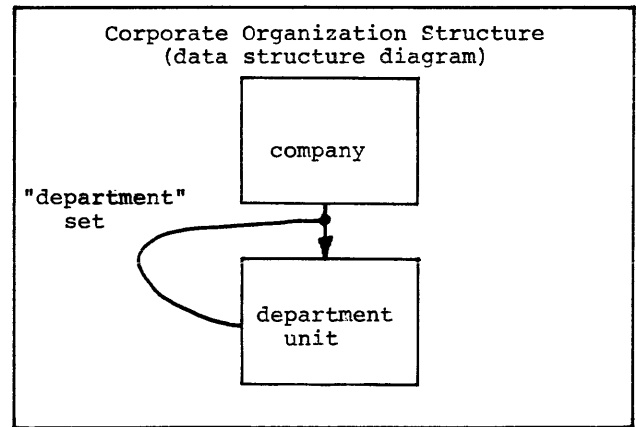 Corporate Organization Structure
(data structure diagram)
company
"department"
set
department
unit